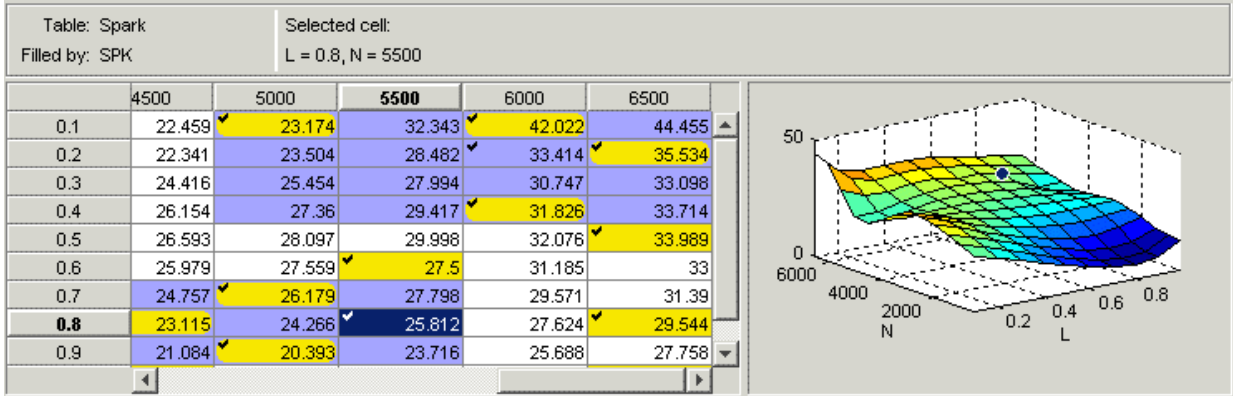 Table: Spark Selected cell:
Filled by: SPK L = 0.8, N = 5500
4500 5000 5500 6000 6500
0.1 22.459 23.174 32.343 42.022 44.455
0.2 22.341 23.504 28.482 33.414 35.534
0.3 24.416 25.454 27.994 30.747 33.098
0.4 26.154 27.36 29.417 31.826 33.714
0.5 26.593 28.097 29.998 32.076 33.989
0.6 25.979 27.559 27.5 31.185 33
0.7 24.757 26.179 27.798 29.571 31.39
0.8 23.115 24.266 25.812 27.624 29.544
0.9 21.084 20.393 23.716 25.688 27.758
50
0
6000
4000
2000
N
0.2 0.4 0.6 0.8
L